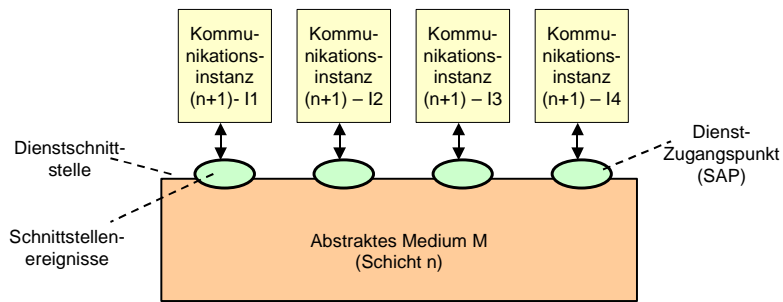 Kommu-
nikations-
instanz
(n+1)- I1
Kommu-
nikations-
instanz
(n+1) – I2
Kommu-
nikations-
instanz
(n+1) – I3
Kommu-
nikations-
instanz
(n+1) – I4
Dienstschnitt-
stelle
Dienst-
Zugangspunkt
(SAP)
Schnittstellen-
ereignisse
Abstraktes Medium M
(Schicht n)